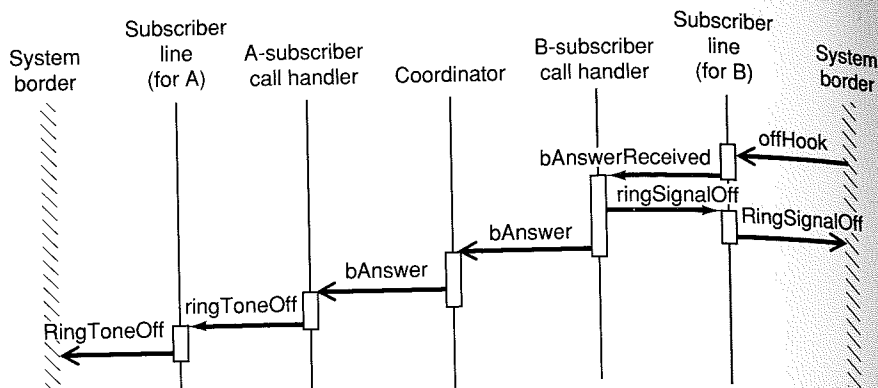 System
border
Subscriber
line
(for A)
A-subscriber
call handler
Coordinator
B-subscriber
call handler
Subscriber
line
(for B)
System
border
offHook
bAnswerReceived
ringSignalOff
RingSignalOff
bAnswer
bAnswer
ringToneOff
RingToneOff